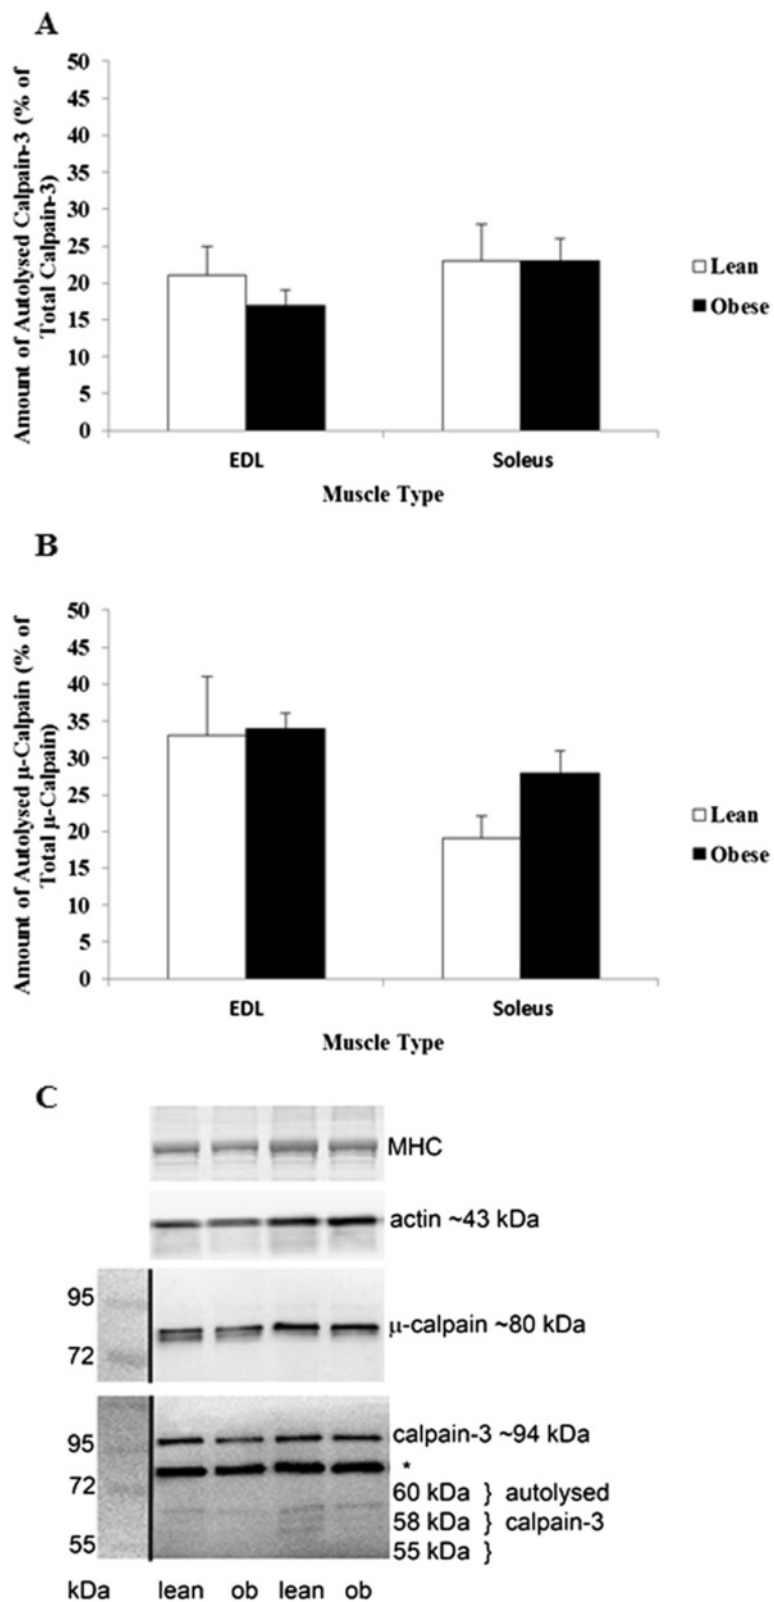 A
Amount of Autolysed Calpain-3 (% of
Total Calpain-3)
50
45
40
35
30
25
20
15
10
5
0
EDL
Soleus
Muscle Type
Lean
Obese
B
Amount of Autolysed μ-Calpain (% of
Total μ-Calpain)
50
45
40
35
30
25
20
15
10
5
0
EDL
Soleus
Muscle Type
Lean
Obese
C
MHC
actin ~43 kDa
95
μ-calpain ~80 kDa
72
calpain-3 ~94 kDa
95
*
72
60 kDa } autolysed
58 kDa } calpain-3
55
55 kDa }
kDa lean ob lean ob